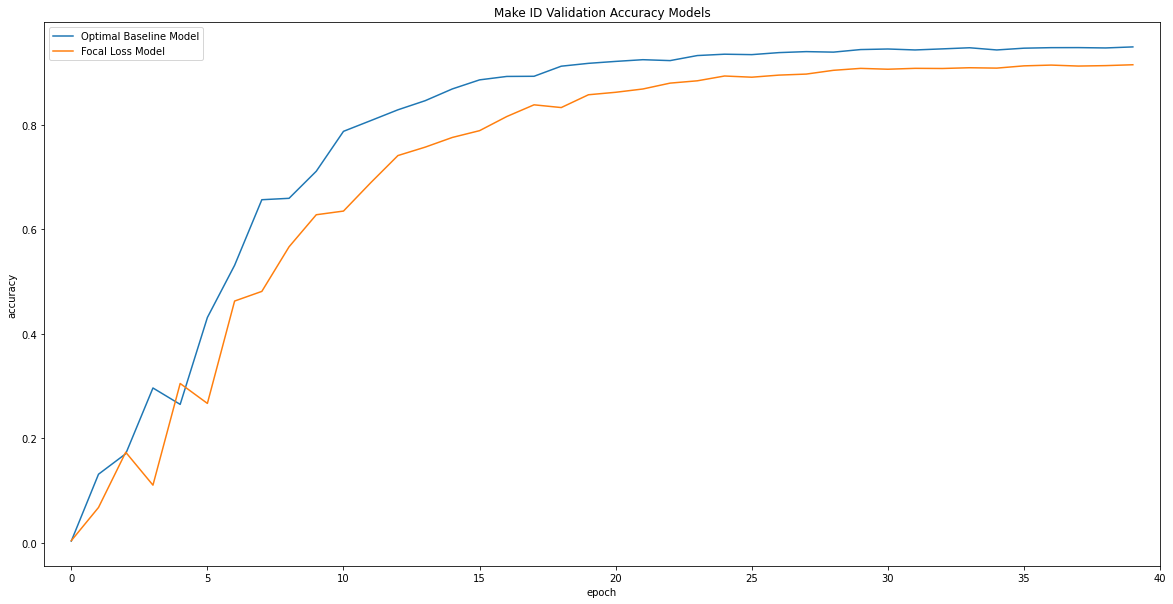 Make ID Validation Accuracy Models
Optimal Baseline Model
Focal Loss Model
0.8
0.6
0.4
0.2
0.0
accuracy
0 5 10 15 20 25 30 35 40
epoch